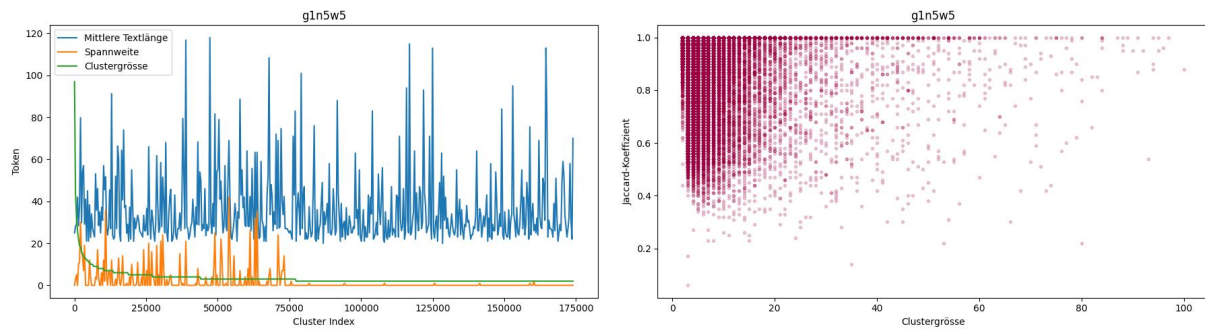 g1n5w5
Mittlere Textlänge
Spannweite
Clustergrösse
120
100
80
60
40
20
0
Token
0 25000 50000 75000 100000 125000 150000 175000
Cluster Index
g1n5w5
1.0
0.8
0.6
0.4
0.2
Jaccard-Koeffizient
0 20 40 60 80 100
Clustergrösse